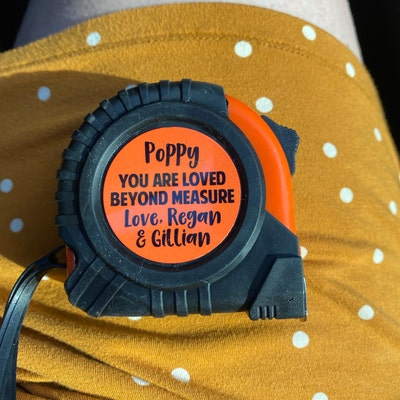 Poppy
YOU ARE LOVED
BEYOND MEASURE
Love, Regan
& Gillian